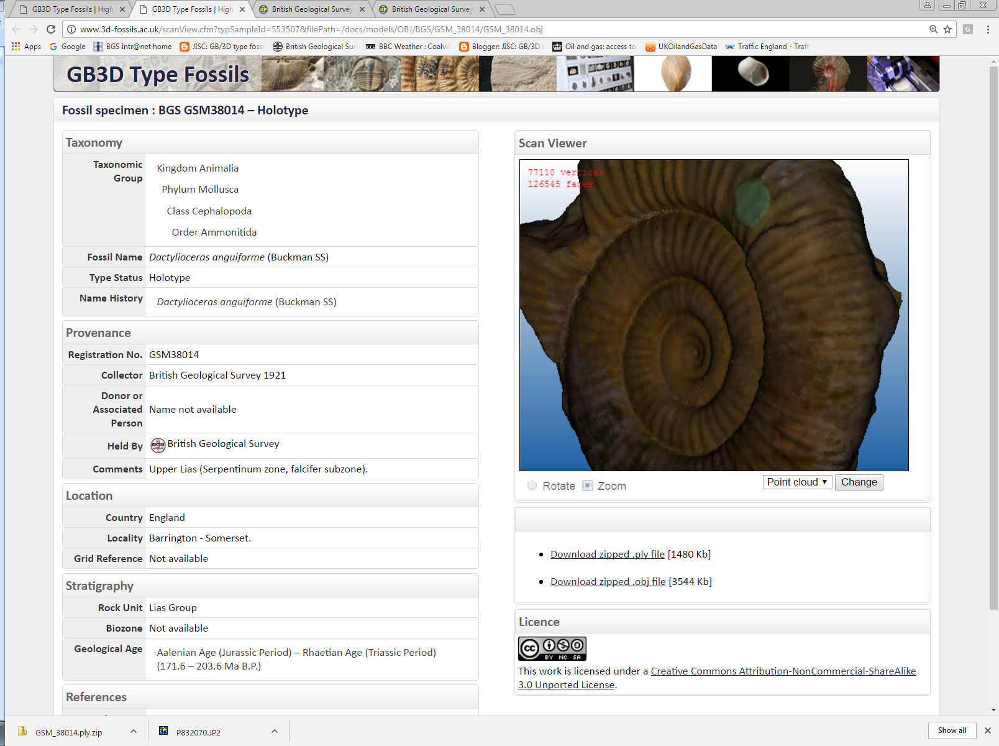 GB3D Type Fossils | High
GB3D Type Fossils | High
British Geological Survey
British Geological Survey
www.3d-fossils.ac.uk/scanView.cfm?typSampleId=553507&filePath=/docs/models/OBJ/BGS/GSM_38014/GSM_38014.obj
Apps
Google
BGS Intr@net home
JISC: GB/3D type foss
British Geological Sur
BBC Weather : Coalvil
Blogger: JISC: GB/3D
Oil and gas: access to
UKOilandGasData
Traffic England - Traff
GB3D Type Fossils
Fossil specimen : BGS GSM38014 – Holotype
Taxonomy
Taxonomic Group
Kingdom Animalia
Phylum Mollusca
Class Cephalopoda
Order Ammonitida
Fossil Name Dactylioceras anguiforme (Buckman SS)
Type Status Holotype
Name History Dactylioceras anguiforme (Buckman SS)
Provenance
Registration No. GSM38014
Collector British Geological Survey 1921
Donor or Associated Person Name not available
Held By BGS British Geological Survey
Comments Upper Lias (Serpentinum zone, falcifer subzone).
Location
Country England
Locality Barrington - Somerset.
Grid Reference Not available
Stratigraphy
Rock Unit Lias Group
Biozone Not available
Geological Age Aalenian Age (Jurassic Period) – Rhaetian Age (Triassic Period)
(171.6 – 203.6 Ma B.P.)
References
Scan Viewer
77110 vertices
126545 faces
Rotate Zoom
Point cloud
Change
Download zipped .ply file [1480 Kb]
Download zipped .obj file [3544 Kb]
Licence
cc BY NC SA
This work is licensed under a Creative Commons Attribution-NonCommercial-ShareAlike
3.0 Unported License.
GSM_38014.ply.zip
P832070.JP2
Show all